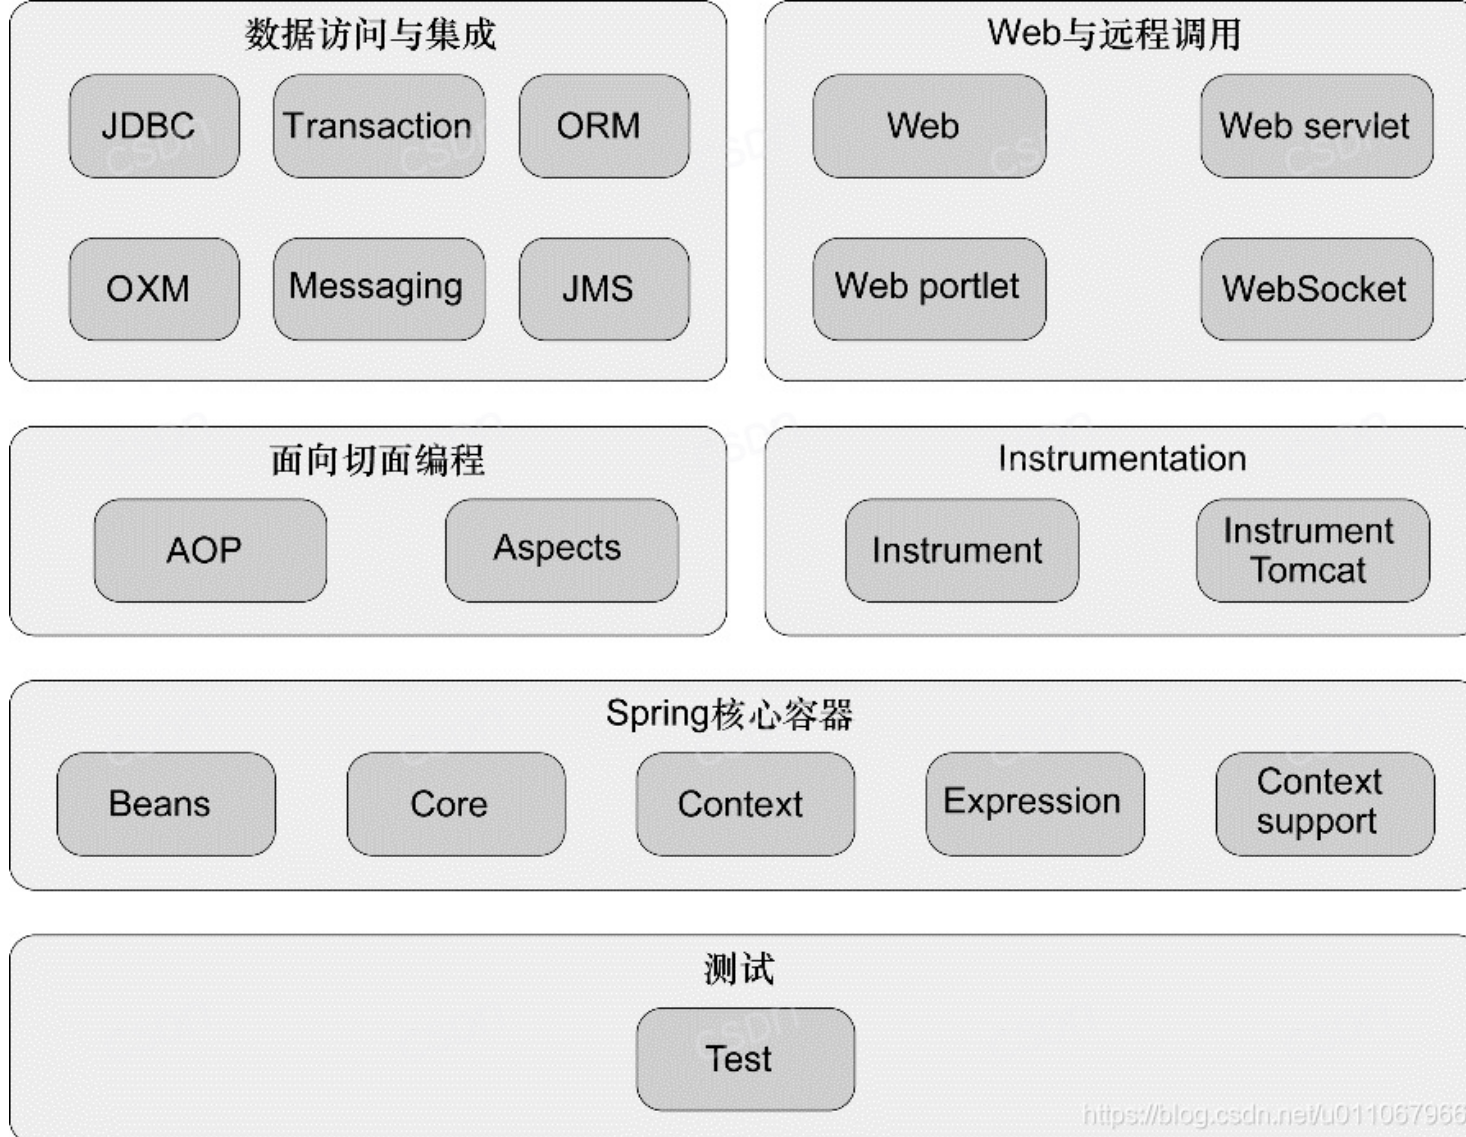 数据访问与集成
JDBC
Transaction
ORM
OXM
Messaging
JMS
Web与远程调用
Web
Web servlet
Web portlet
WebSocket
面向切面编程
AOP
Aspects
Instrumentation
Instrument
Instrument
Tomcat
Spring核心容器
Beans
Core
Context
Expression
Context
support
测试
Test
https://blog.csdn.net/u011067966